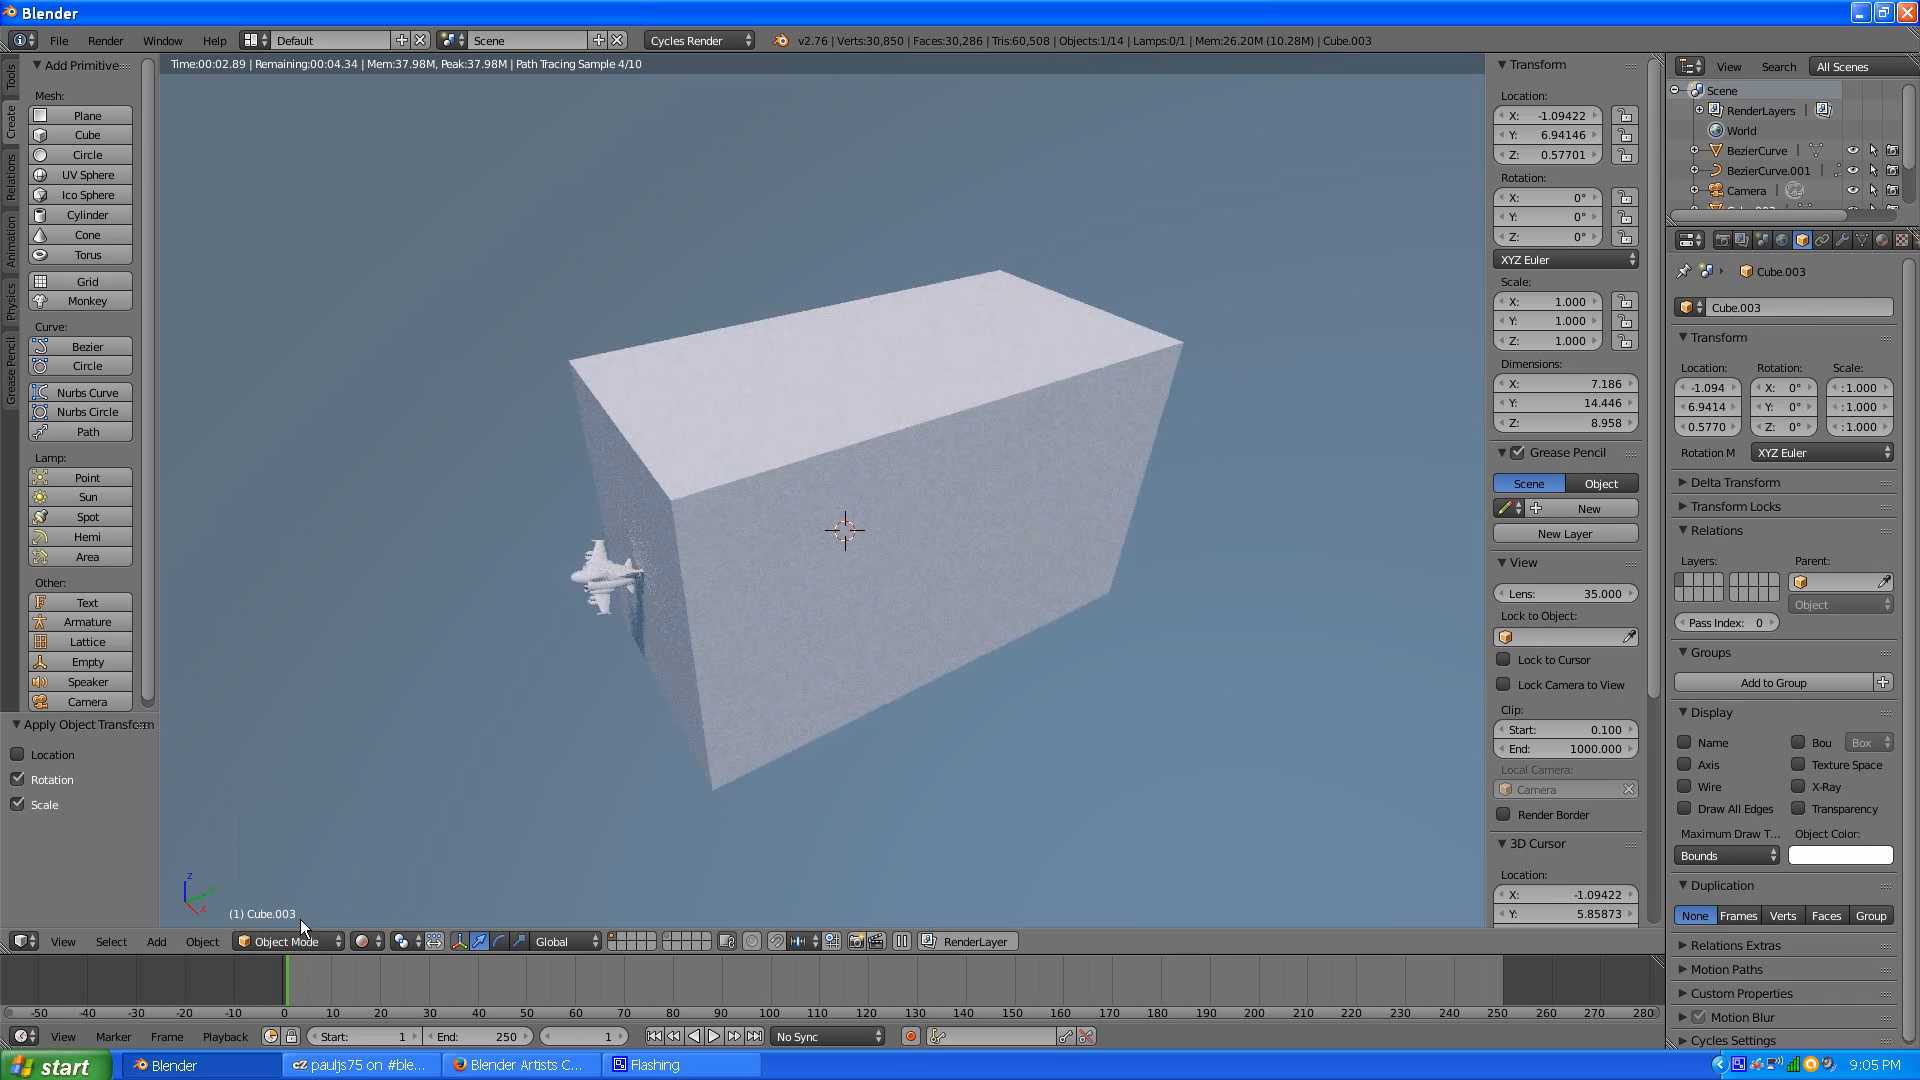 Blender
File Render Window Help Default Scene Cycles Render v2.76 | Verts:30,850 | Faces:30,286 | Tris:60,508 | Objects:1/14 | Lamps:0/1 | Mem:26.20M (10.28M) | Cube.003
Time:00:02.89 | Remaining:00:04.34 | Mem:37.98M, Peak:37.98M | Path Tracing Sample 4/10
Tools
Create
Relations
Animation
Physics
Grease Pencil
Add Primitive
Mesh:
Plane
Cube
Circle
UV Sphere
Ico Sphere
Cylinder
Cone
Torus
Grid
Monkey
Curve:
Bezier
Circle
Nurbs Curve
Nurbs Circle
Path
Lamp:
Point
Sun
Spot
Hemi
Area
Other:
Text
Armature
Lattice
Empty
Speaker
Camera
Apply Object Transform
Location
Rotation
Scale
(1) Cube.003
Transform
Location:
X: -1.09422
Y: 6.94146
Z: 0.57701
Rotation:
X: 0°
Y: 0°
Z: 0°
XYZ Euler
Scale:
X: 1.000
Y: 1.000
Z: 1.000
Dimensions:
X: 7.186
Y: 14.446
Z: 8.958
Grease Pencil
Scene Object
New
New Layer
View
Lens: 35.000
Lock to Object:
Lock to Cursor
Lock Camera to View
Clip:
Start: 0.100
End: 1000.000
Local Camera:
Camera
Render Border
3D Cursor
Location:
X: -1.09422
Y: 5.85873
View Search All Scenes
Scene
RenderLayers
World
BezierCurve
BezierCurve.001
Camera
Cube.003
Cube.003
Transform
Location: Rotation: Scale:
-1.094 X: 0° : 1.000
6.9414 Y: 0° : 1.000
0.5770 Z: 0° : 1.000
Rotation M XYZ Euler
Delta Transform
Transform Locks
Relations
Layers: Parent:
Object
Pass Index: 0
Groups
Add to Group
Display
Name Bou Box
Axis Texture Space
Wire X-Ray
Draw All Edges Transparency
Maximum Draw T... Object Color:
Bounds
Duplication
None Frames Verts Faces Group
Relations Extras
Motion Paths
Custom Properties
Motion Blur
Cycles Settings
View Select Add Object Object Mode Global RenderLayer
-50 -40 -30 -20 -10 0 10 20 30 40 50 60 70 80 90 100 110 120 130 140 150 160 170 180 190 200 210 220 230 240 250 260 270 280
View Marker Frame Playback Start: 1 End: 250 1 No Sync
start Blender pauljs75 on #ble... Blender Artists C... Flashing 9:05 PM